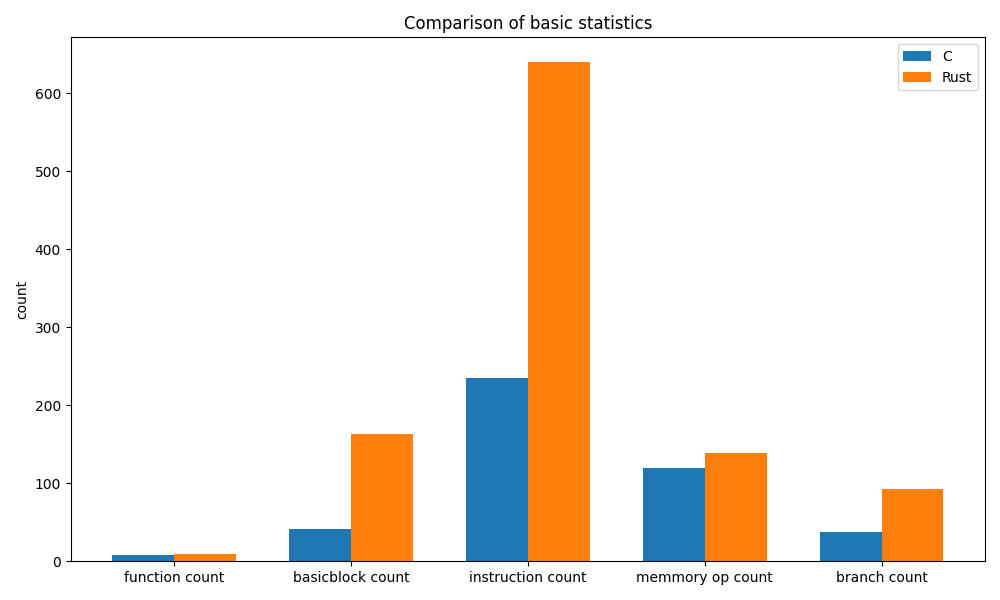 Comparison of basic statistics
C
Rust
count
600
500
400
300
200
100
0
function count
basicblock count
instruction count
memmory op count
branch count